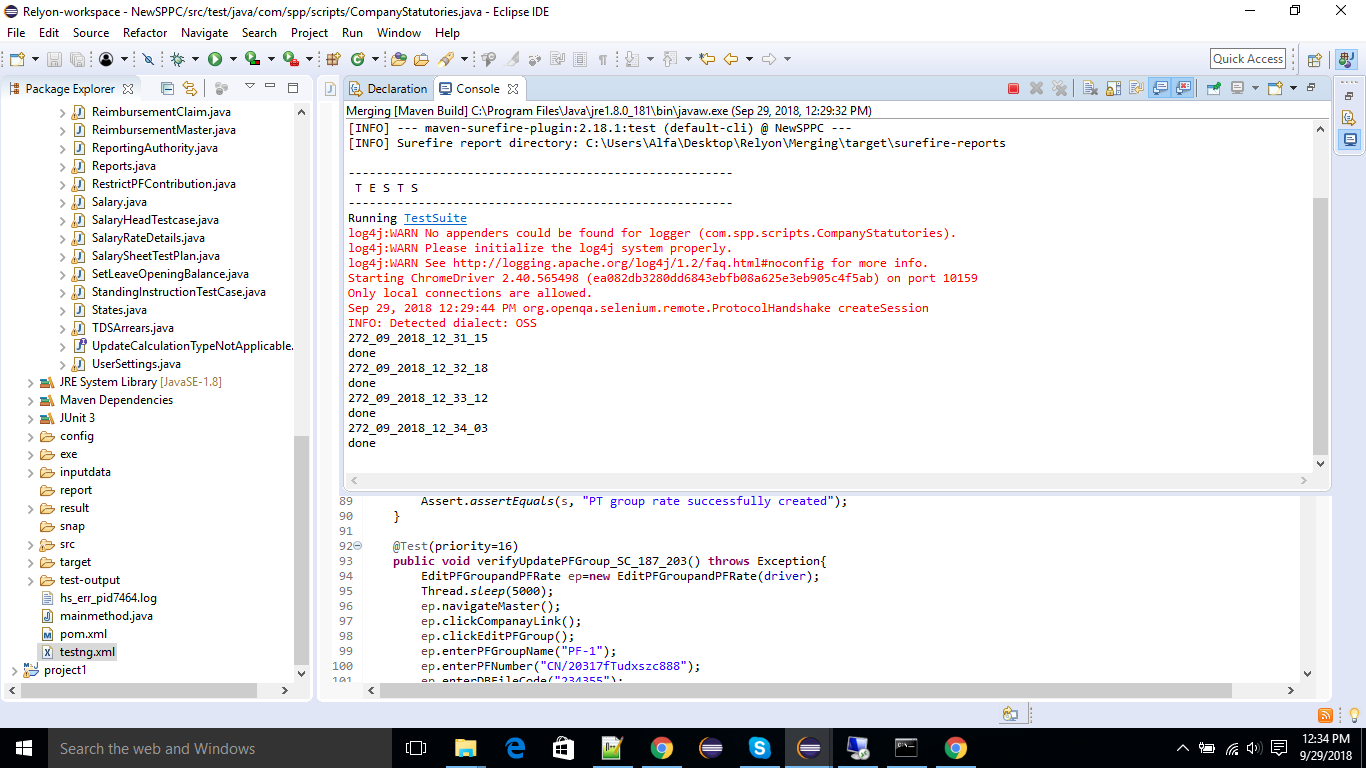 Relyon-workspace - NewSPPC/src/test/java/com/spp/scripts/CompanyStatutories.java - Eclipse IDE
File Edit Source Refactor Navigate Search Project Run Window Help
Quick Access
Package Explorer
ReimbursementClaim.java
ReimbursementMaster.java
ReportingAuthority.java
Reports.java
RestrictPFContribution.java
Salary.java
SalaryHeadTestcase.java
SalaryRateDetails.java
SalarySheetTestPlan.java
SetLeaveOpeningBalance.java
StandingInstructionTestCase.java
States.java
TDSArrears.java
UpdateCalculationTypeNotApplicable.
UserSettings.java
JRE System Library [JavaSE-1.8]
Maven Dependencies
JUnit 3
config
exe
inputdata
report
result
snap
src
target
test-output
hs_err_pid7464.log
mainmethod.java
pom.xml
testng.xml
project1
Declaration Console
Merging [Maven Build] C:\Program Files\Java\jre1.8.0_181\bin\javaw.exe (Sep 29, 2018, 12:29:32 PM)
[INFO] --- maven-surefire-plugin:2.18.1:test (default-cli) @ NewSPPC ---
[INFO] Surefire report directory: C:\Users\Alfa\Desktop\Relyon\Merging\target\surefire-reports
-------------------------------------------------------
T E S T S
-------------------------------------------------------
Running TestSuite
log4j:WARN No appenders could be found for logger (com.spp.scripts.CompanyStatutories).
log4j:WARN Please initialize the log4j system properly.
log4j:WARN See http://logging.apache.org/log4j/1.2/faq.html#noconfig for more info.
Starting ChromeDriver 2.40.565498 (ea082db3280dd6843ebfb08a625e3eb905c4f5ab) on port 10159
Only local connections are allowed.
Sep 29, 2018 12:29:44 PM org.openqa.selenium.remote.ProtocolHandshake createSession
INFO: Detected dialect: OSS
272_09_2018_12_31_15
done
272_09_2018_12_32_18
done
272_09_2018_12_33_12
done
272_09_2018_12_34_03
done
89 Assert.assertEquals(s, "PT group rate successfully created");
90 }
91
92 @Test(priority=16)
93 public void verifyUpdatePFGroup_SC_187_203() throws Exception{
94 EditPFGroupandPFRate ep=new EditPFGroupandPFRate(driver);
95 Thread.sleep(5000);
96 ep.navigateMaster();
97 ep.clickCompanayLink();
98 ep.clickEditPFGroup();
99 ep.enterPFGroupName("PF-1");
100 ep.enterPFNumber("CN/20317fTudxszc888");
101 ep.enterDBFileCode("234355");
Search the web and Windows
12:34 PM
9/29/2018